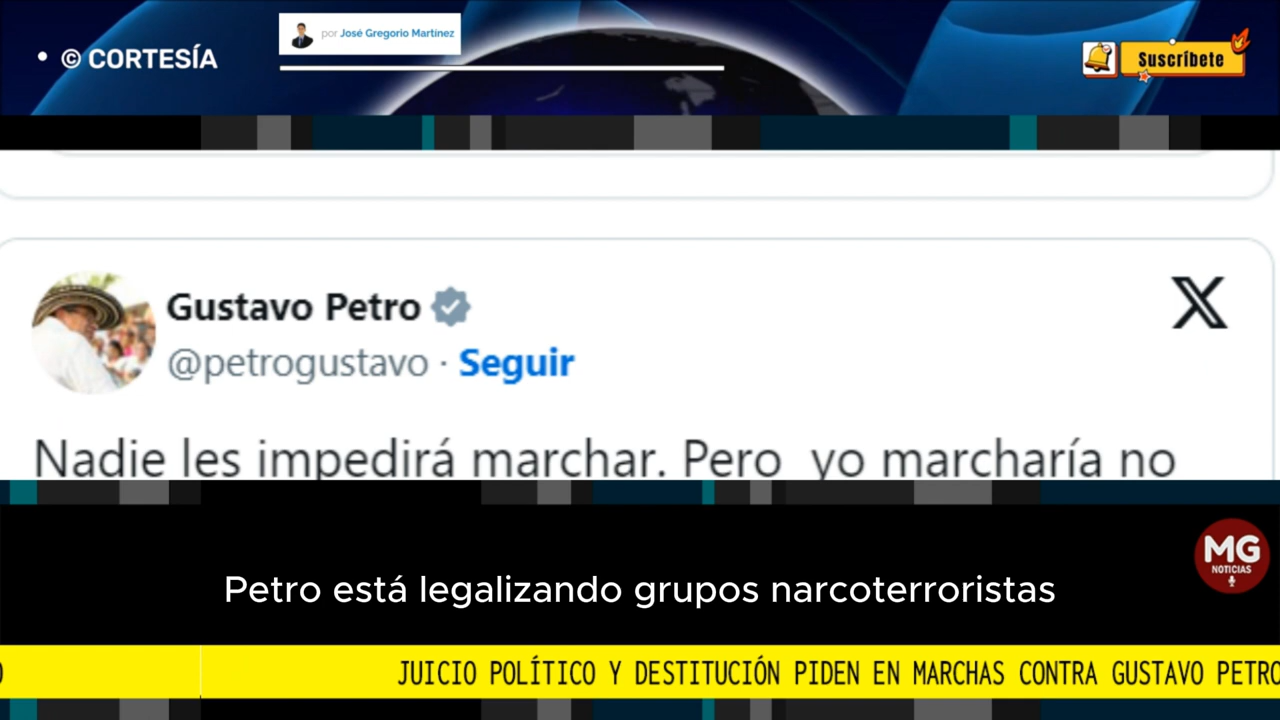 por José Gregorio Martínez
• © CORTESÍA
Suscríbete
Gustavo Petro
@petrogustavo · Seguir
Nadie les impedirá marchar. Pero yo marcharía no
MG
NOTICIAS
Petro está legalizando grupos narcoterroristas
JUICIO POLÍTICO Y DESTITUCIÓN PIDEN EN MARCHAS CONTRA GUSTAVO PETRO